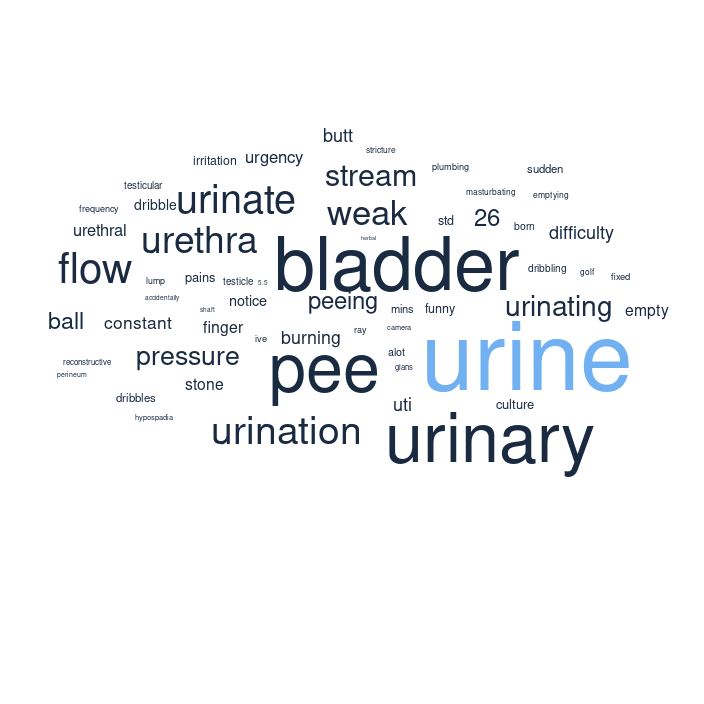 butt
stricture
irritation
urgency
plumbing
sudden
stream
testicular
masturbating
emptying
urinate
dribble
frequency
weak
26
std
born
urethral
urethra
difficulty
herbal
bladder
flow
dribbling
golf
fixed
lump
pains
testicle
5.5
accidentally
notice
peeing
shaft
mins
funny
urinating
empty
ball
constant
finger
ray
camera
ive
burning
urine
alot
pressure
reconstructive
glans
pee
perineum
stone
dribbles
uti
culture
hypospadia
urination
urinary